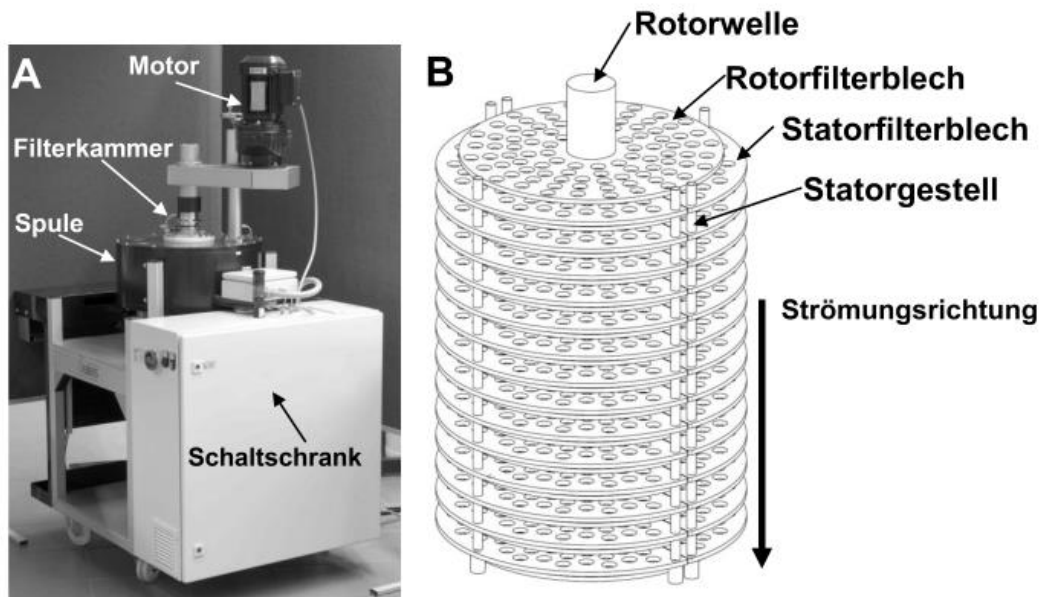 A
Motor
Filterkammer
Spule
Schaltschrank
B
Rotorwelle
Rotorfilterblech
Statorfilterblech
Statorgestell
Strömungsrichtung